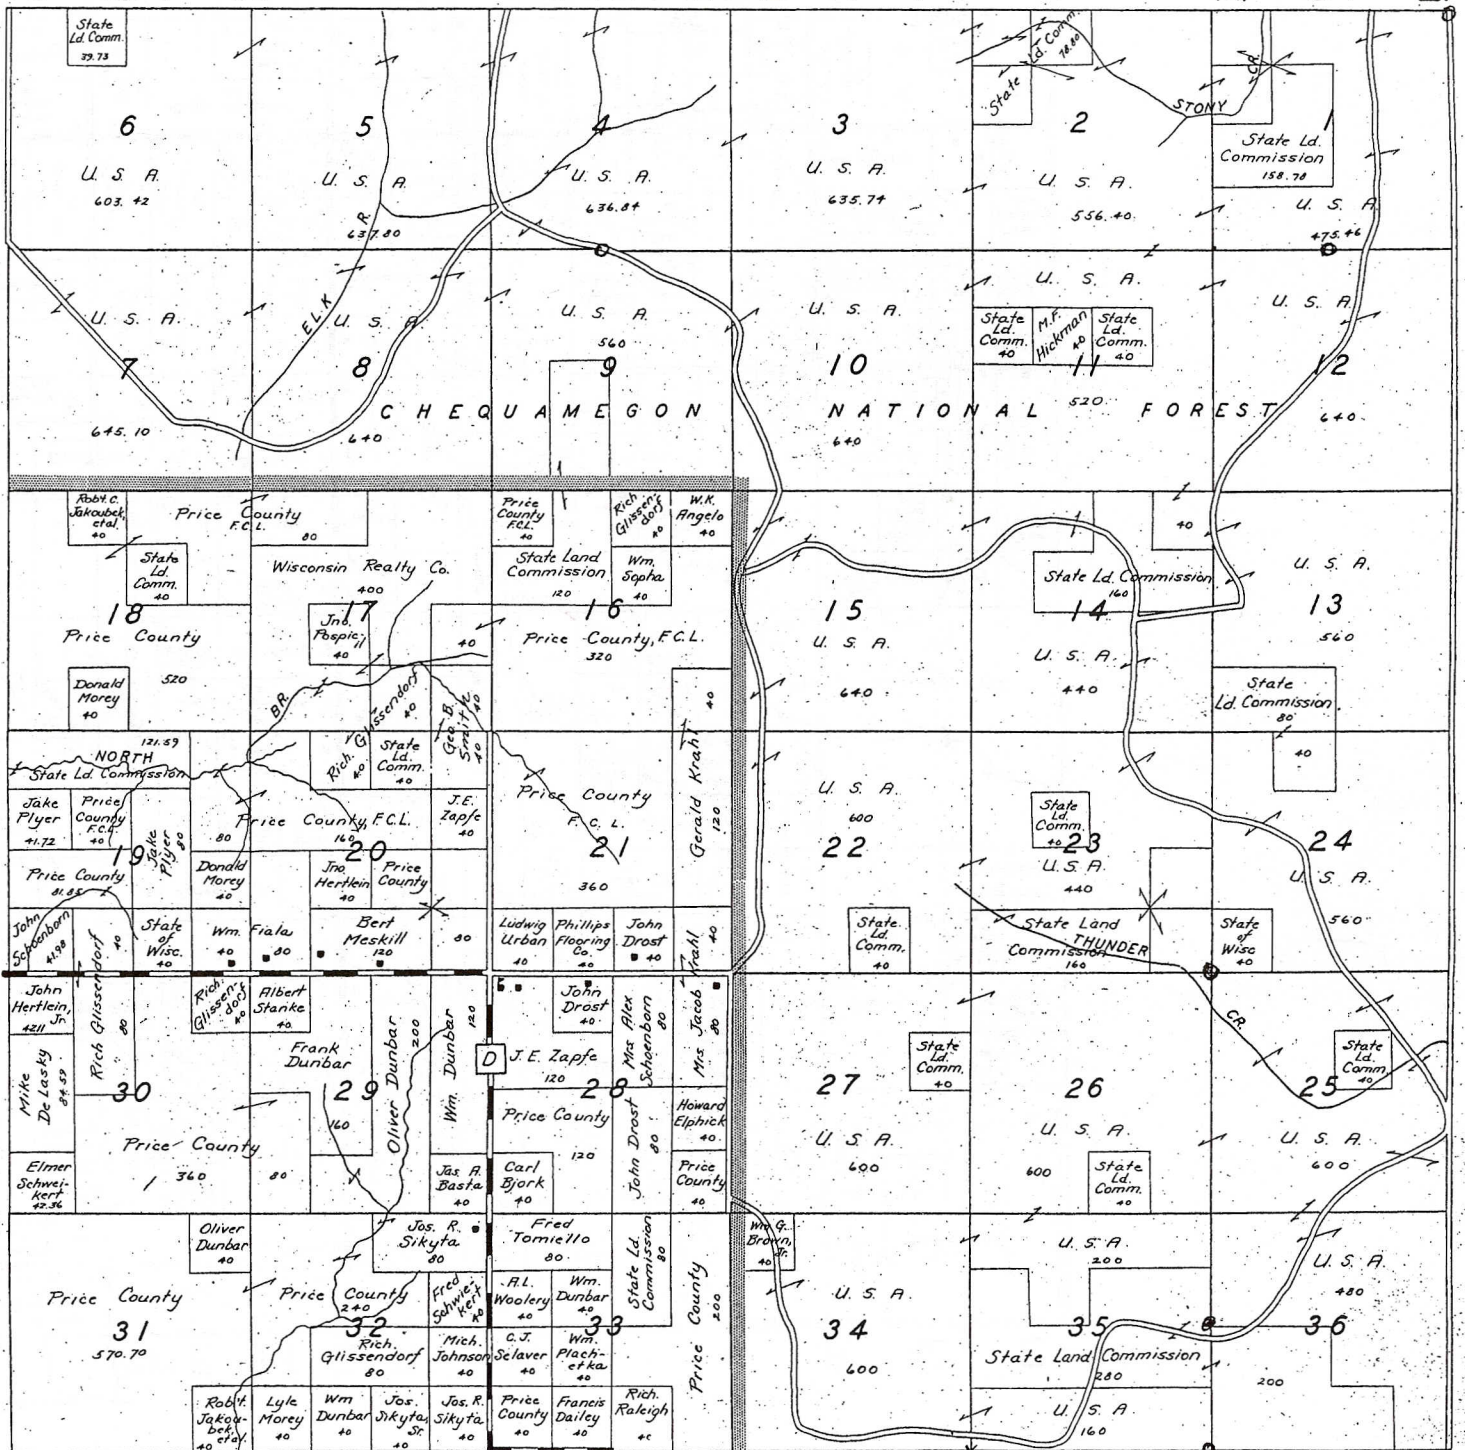 State
Ld. Comm.
39.73
6
U. S. A.
603.42
5
U. S. A.
R.
637.80
4
U. S. A.
636.84
3
U. S. A.
635.74
State Ld. Comm.
78.80
2
U. S. A.
556.40
STONY
CR.
1
State Ld.
Commission
158.78
U. S. A.
475.46
U. S. A.
7
645.10
ELK
U. S. A.
8
640
U. S. A.
560
9
U. S. A.
10
640
U. S. A.
State
Ld.
Comm.
40
M.F.
Hickman
40
State
Ld.
Comm.
40
11
520
U. S. A.
12
640
CHEQUAMEGON NATIONAL FOREST
Robt. C.
Jakoubek,
etal.
40
Price County
F.C.L.
80
State
Ld.
Comm.
40
18
Price County
520
Donald
Morey
40
Wisconsin Realty Co.
400
17
Jno.
Pospic-
il
40
40
BR.
Price
County
F.C.L.
40
Rich
Glissen-
dorf
40
W.K.
Angelo
40
State Land
Commission
120
Wm.
Sopha
40
16
Price County, F.C.L.
320
40
15
U. S. A.
640
40
State Ld. Commission
160
14
U. S. A.
440
U. S. A.
13
560
State
Ld. Commission
80
121.59
NORTH
State Ld. Commission
Jake
Plyer
41.72
Price
County
F.C.L.
40
19
Jake
Plyer
80
Price County
81.85
John
Schoenborn
41.98
Rich Glissendorf
40
State
of
Wisc.
40
Rich. Glissendorf
40
40
State
Ld.
Comm.
40
Geo. B.
Smith
40
40
80
Price County, F.C.L.
160
J.E.
Zapfe
40
20
Donald
Morey
40
Jno.
Hertlein
40
Price
County
Wm. Fiala
40
80
Bert
Meskill
120
80
Price County
F. C. L.
21
360
Gerald Krahl
120
Ludwig
Urban
40
Phillips
Flooring
Co.
40
John
Drost
40
40
U. S. A.
600
22
State
Ld.
Comm.
40
State
Ld.
Comm.
40
23
U. S. A.
440
State Land
Commission
160
THUNDER
CR.
40
24
U. S. A.
560
State
of
Wisc
40
John
Hertlein,
Jr.
42.11
Rich Glissendorf
80
Mike
De Lasky
84.59
30
Price County
360
Elmer
Schwei-
kert
42.36
Rich.
Glissen-
dorf
40
Albert
Stanke
40
Frank
Dunbar
29
160
80
Oliver Dunbar
200
Wm. Dunbar
120
Jas. A.
Basta
40
D
John
Drost
40
J. E. Zapfe
120
28
Mrs Alex
Schoenborn
80
Mrs Jacob Krahl
80
Price County
120
John Drost
80
Howard
Elphick
40
Carl
Bjork
40
Price
County
40
27
U. S. A.
600
State
Ld.
Comm.
40
26
U. S. A.
600
State
Ld.
Comm.
40
State
Ld.
Comm.
40
25
U. S. A.
600
Oliver
Dunbar
40
Price County
31
570.70
Jos. R.
Sikyta
80
Price County
240
Fred
Schwie-
kert
40
32
Rich.
Glissendorf
80
Mich.
Johnson
40
Robt.
Jakou-
bek,
etal.
40
Lyle
Morey
40
Wm
Dunbar
40
Jos.
Sikyta,
Sr.
40
Jos. R.
Sikyta
40
Fred
Tomiello
80
State Ld.
Commission
80
Price County
200
A.L.
Woolery
40
Wm.
Dunbar
40
33
C.J.
Selaver
40
Wm.
Plach-
etka
40
Price
County
40
Francis
Dailey
40
Rich.
Raleigh
40
Wm G.
Brown,
Jr.
40
U. S. A.
34
600
U. S. A.
200
35
State Land Commission
280
U. S. A.
160
U. S. A.
480
36
200